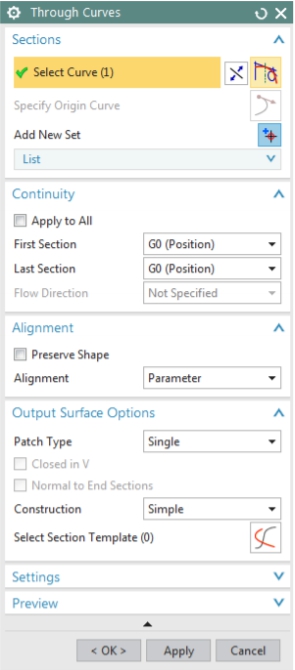 Through Curves
Sections
Select Curve (1)
Specify Origin Curve
Add New Set
List
Continuity
Apply to All
First Section G0 (Position)
Last Section G0 (Position)
Flow Direction Not Specified
Alignment
Preserve Shape
Alignment Parameter
Output Surface Options
Patch Type Single
Closed in V
Normal to End Sections
Construction Simple
Select Section Template (0)
Settings
Preview
< OK > Apply Cancel